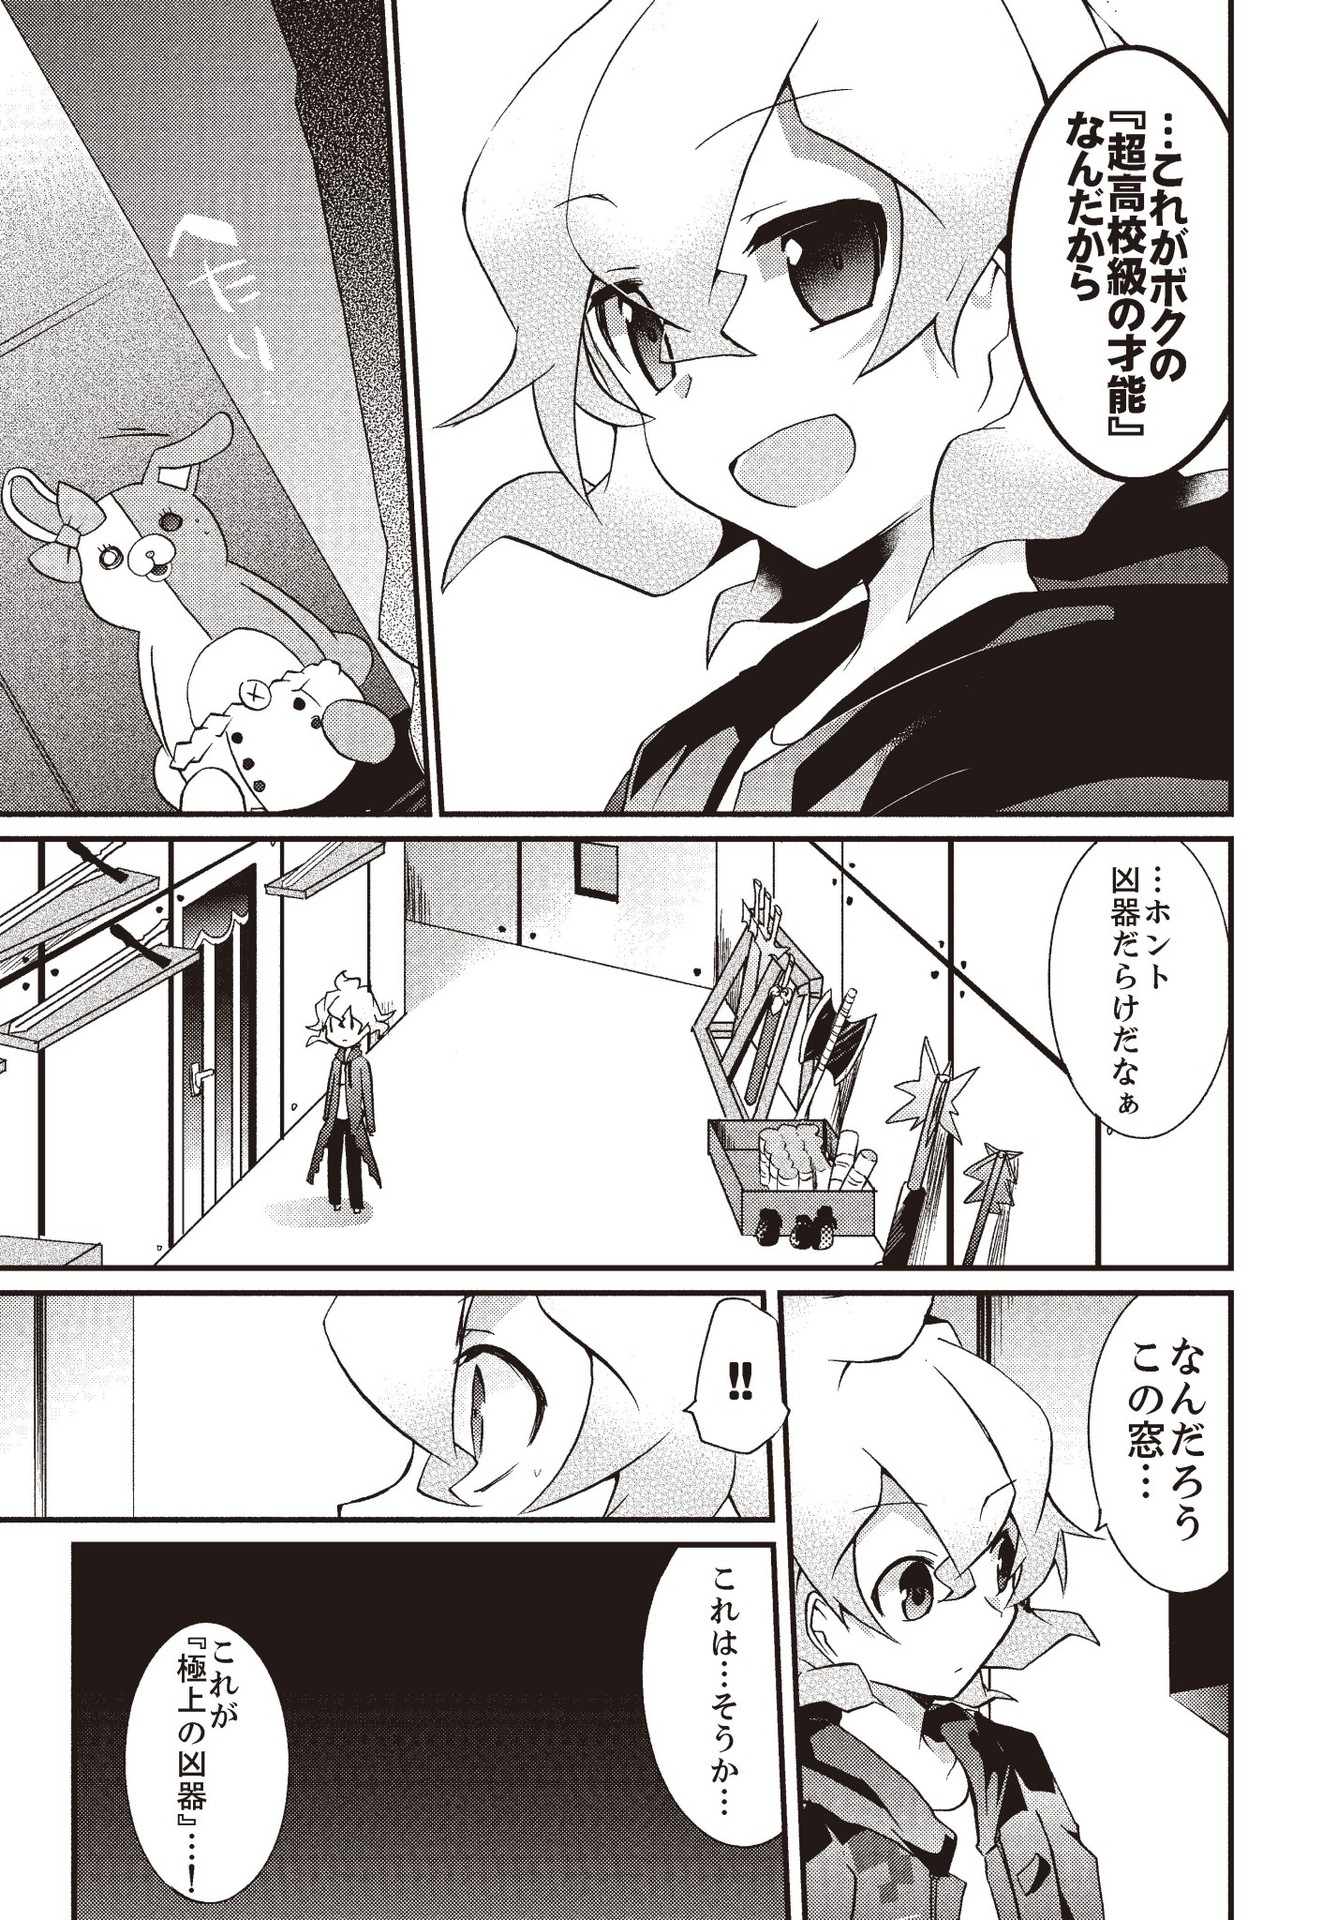 …これがボクの
『超高校級の才能』
なんだから
へたり…
…ホント
凶器だらけだなぁ
なんだろう
この窓…
!!
これは…そうか…
これが
『極上の凶器』…!